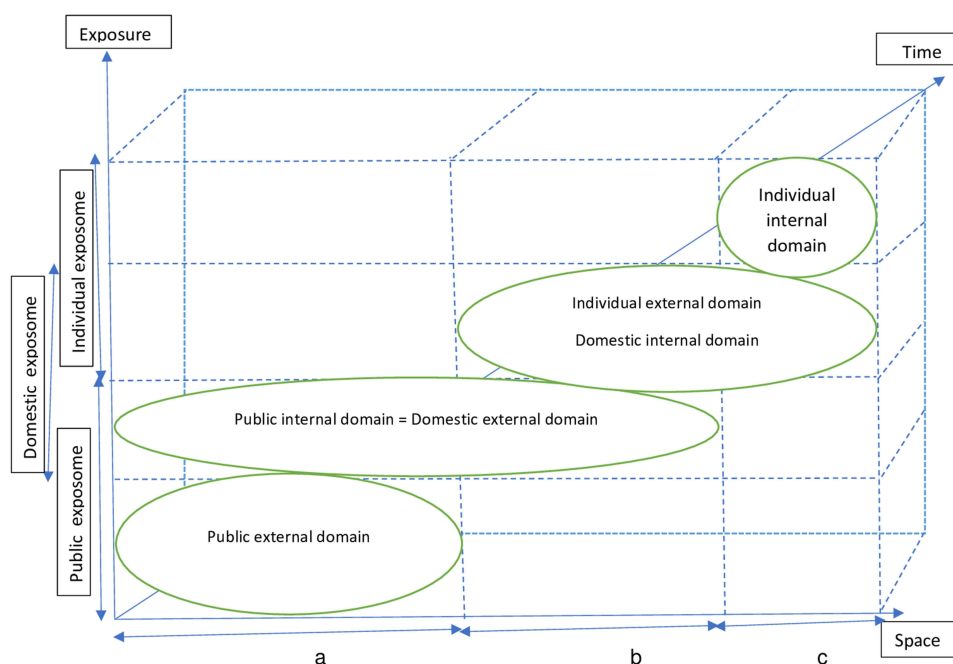 Exposure
Time
Individual exposome
Domestic exposome
Public exposome
Individual
internal
domain
Individual external domain
Domestic internal domain
Public internal domain = Domestic external domain
Public external domain
Space
a
b
c